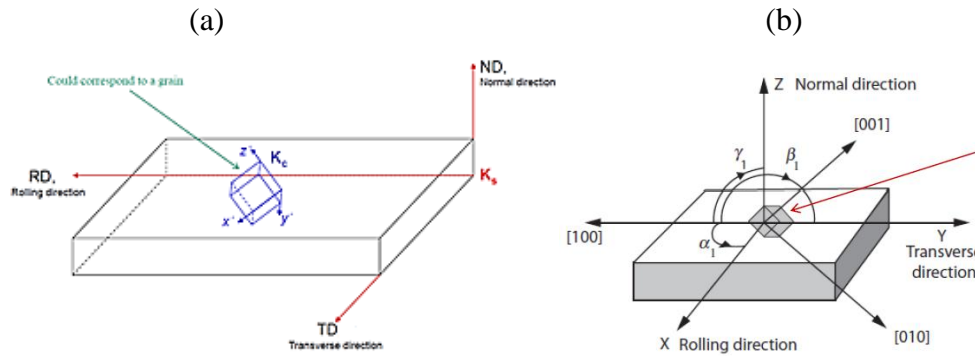 (a)
(b)
Could correspond to a grain
ND,
Normal direction
z´
K_c
RD,
Rolling direction
K_s
x´
y´
TD
Transverse direction
Z Normal direction
[001]
γ₁
β₁
[100]
α₁
Y
Transverse
direction
X Rolling direction
[010]